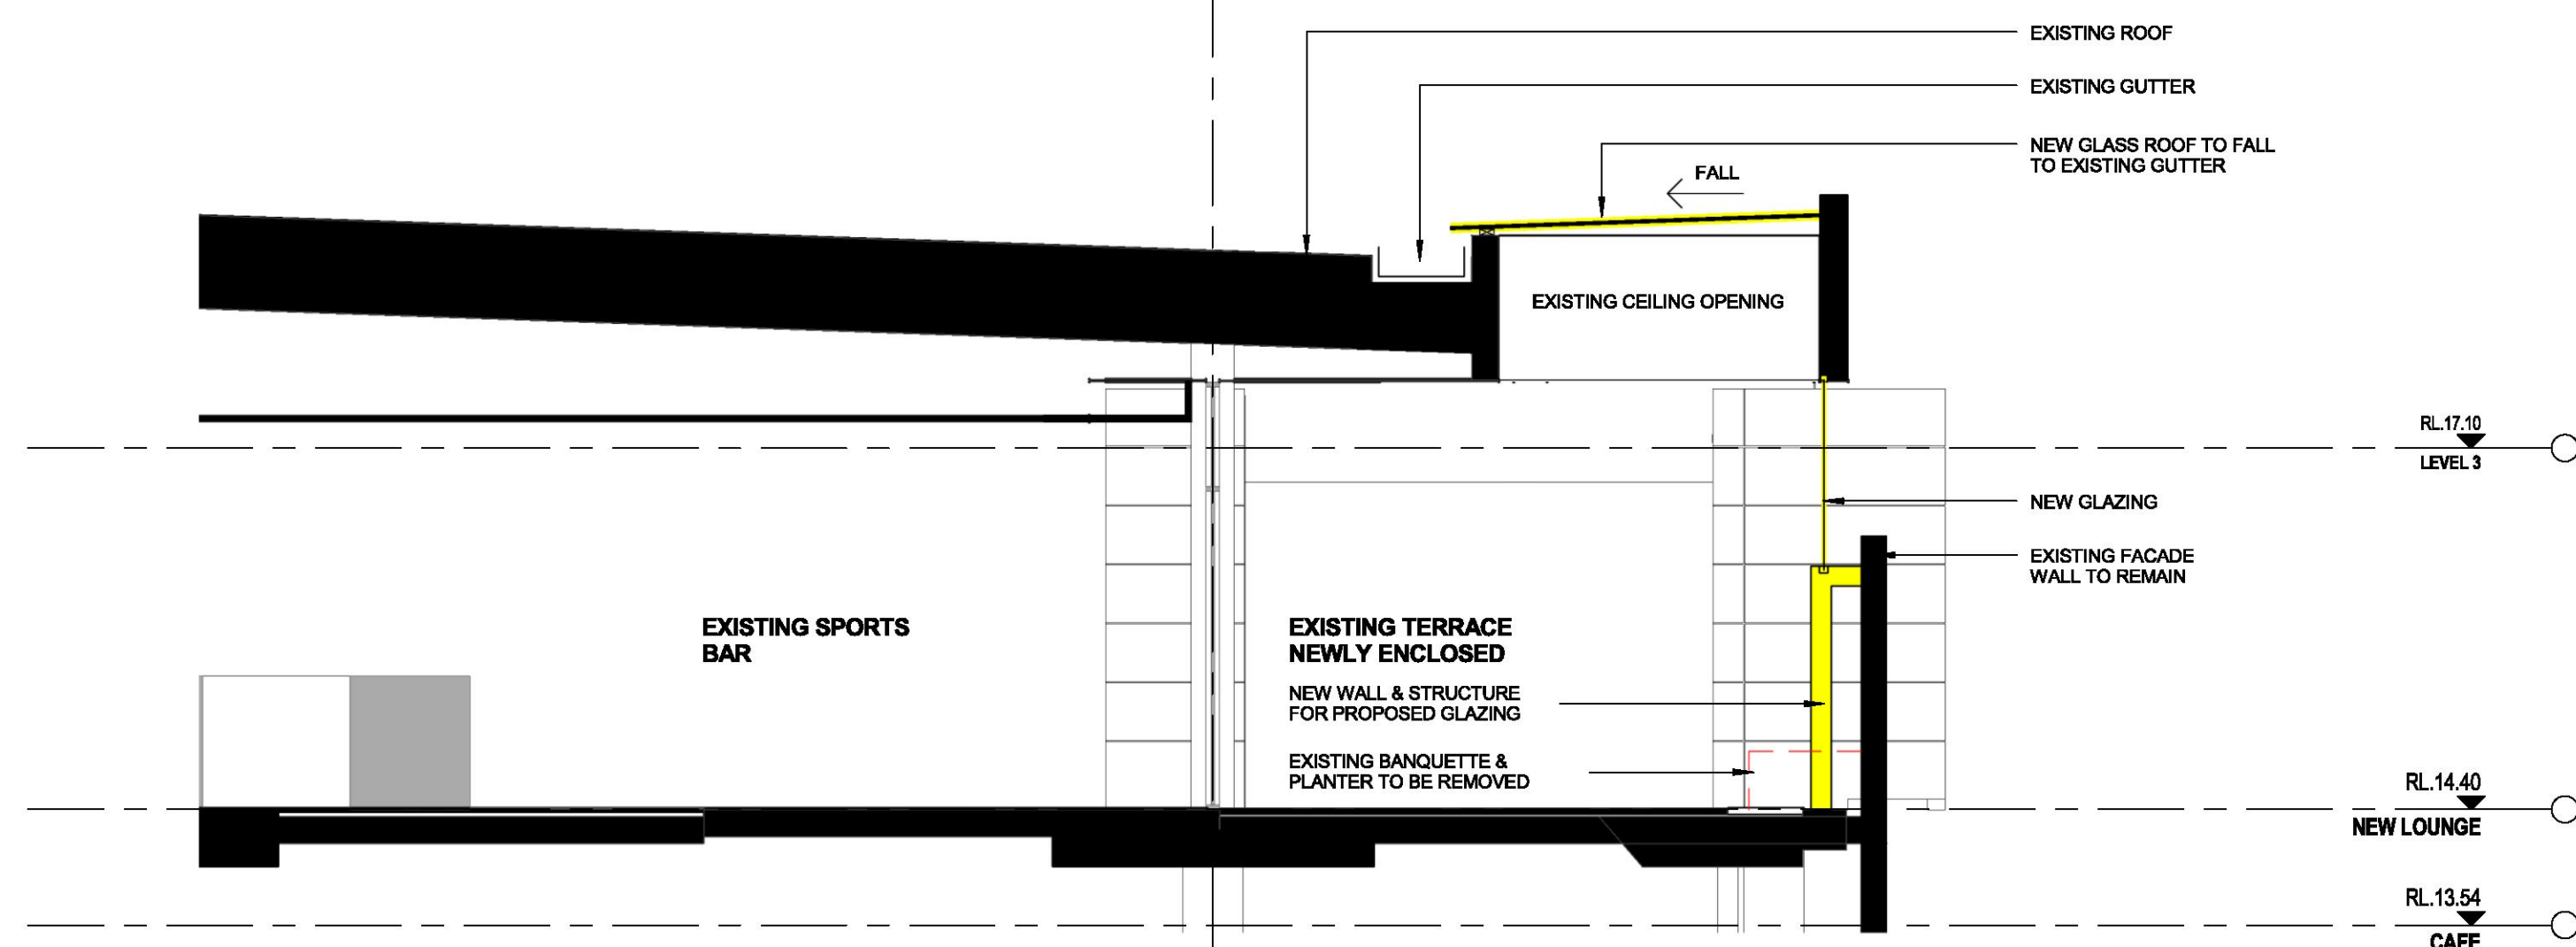 EXISTING ROOF
EXISTING GUTTER
NEW GLASS ROOF TO FALL
TO EXISTING GUTTER
FALL
EXISTING CEILING OPENING
RL.17.10
LEVEL 3
NEW GLAZING
EXISTING FACADE
WALL TO REMAIN
EXISTING SPORTS
BAR
EXISTING TERRACE
NEWLY ENCLOSED
NEW WALL & STRUCTURE
FOR PROPOSED GLAZING
EXISTING BANQUETTE &
PLANTER TO BE REMOVED
RL.14.40
NEW LOUNGE
RL.13.54
CAFE